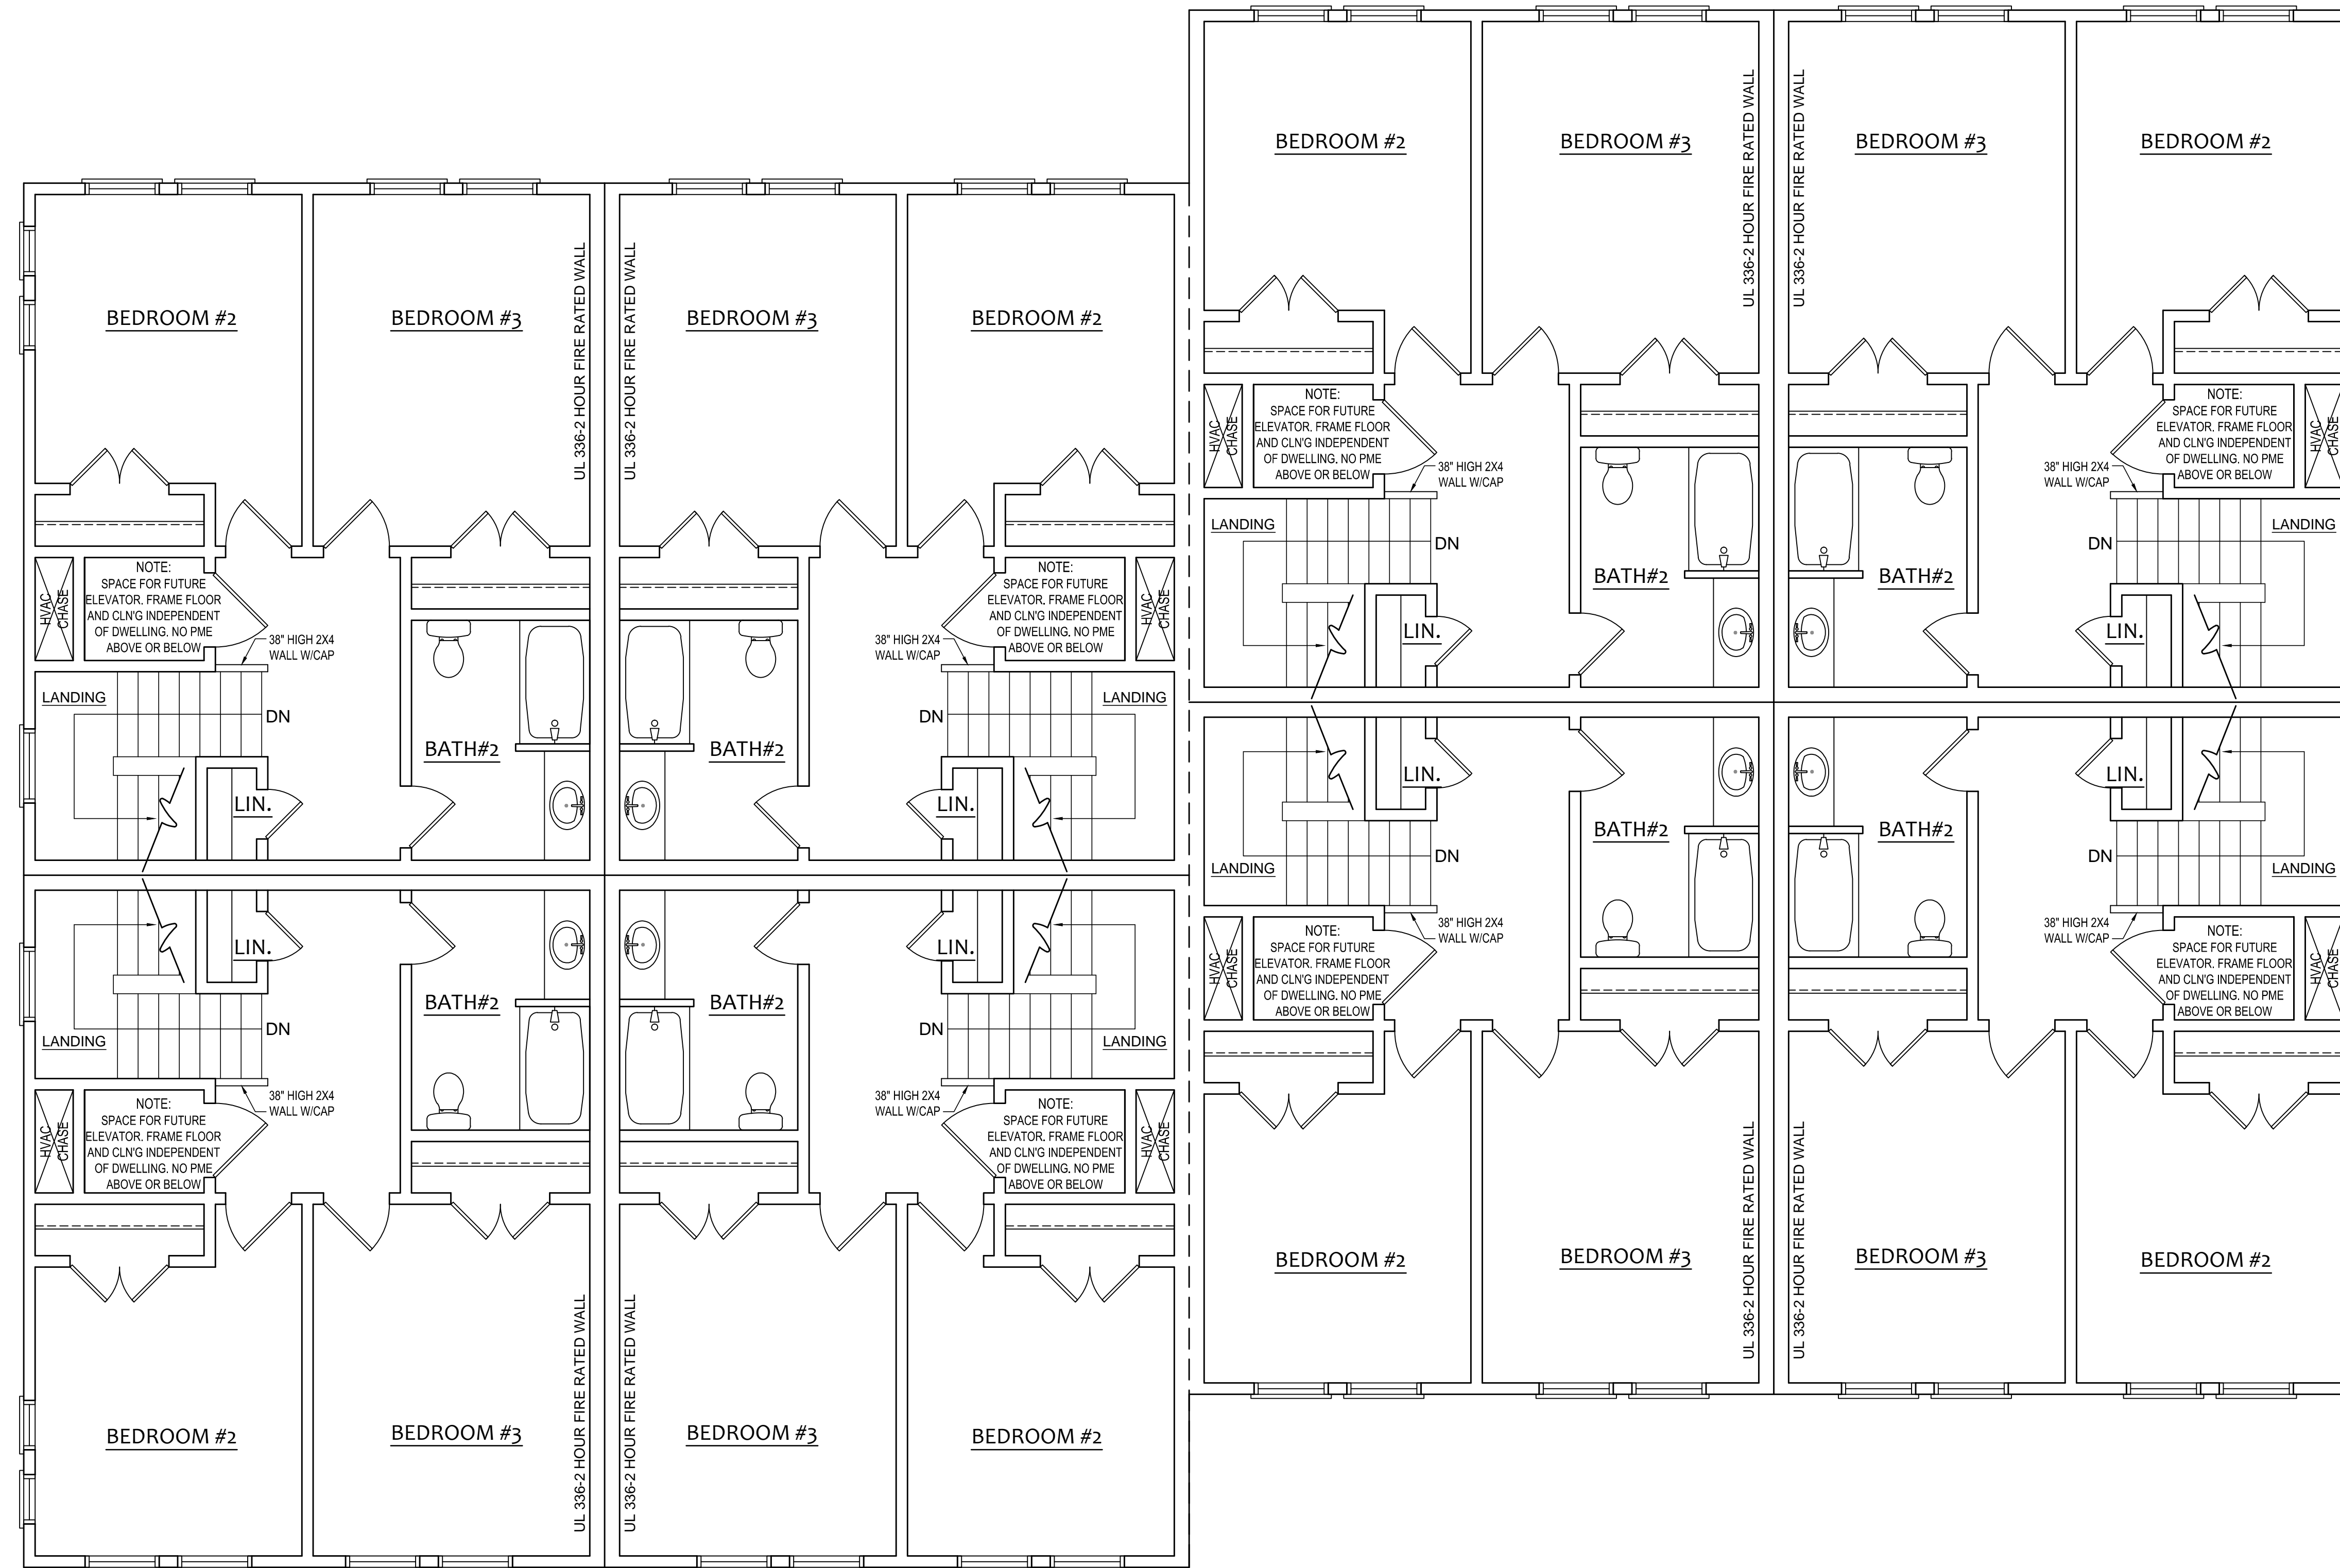 BEDROOM #2
BEDROOM #3
UL 336-2 HOUR FIRE RATED WALL
HVAC
CHASE
NOTE:
SPACE FOR FUTURE
ELEVATOR. FRAME FLOOR
AND CLN'G INDEPENDENT
OF DWELLING. NO PME
ABOVE OR BELOW
38" HIGH 2X4
WALL W/CAP
LANDING
DN
BATH#2
LIN.
UL 336-2 HOUR FIRE RATED WALL
BEDROOM #3
BEDROOM #2
NOTE:
SPACE FOR FUTURE
ELEVATOR. FRAME FLOOR
AND CLN'G INDEPENDENT
OF DWELLING. NO PME
ABOVE OR BELOW
HVAC
CHASE
38" HIGH 2X4
WALL W/CAP
LANDING
DN
BATH#2
LIN.
BEDROOM #2
BEDROOM #3
UL 336-2 HOUR FIRE RATED WALL
HVAC
CHASE
NOTE:
SPACE FOR FUTURE
ELEVATOR. FRAME FLOOR
AND CLN'G INDEPENDENT
OF DWELLING. NO PME
ABOVE OR BELOW
38" HIGH 2X4
WALL W/CAP
LANDING
DN
BATH#2
LIN.
UL 336-2 HOUR FIRE RATED WALL
BEDROOM #3
BEDROOM #2
NOTE:
SPACE FOR FUTURE
ELEVATOR. FRAME FLOOR
AND CLN'G INDEPENDENT
OF DWELLING. NO PME
ABOVE OR BELOW
HVAC
CHASE
38" HIGH 2X4
WALL W/CAP
LANDING
DN
BATH#2
LIN.
LIN.
BATH#2
DN
LANDING
38" HIGH 2X4
WALL W/CAP
HVAC
CHASE
NOTE:
SPACE FOR FUTURE
ELEVATOR. FRAME FLOOR
AND CLN'G INDEPENDENT
OF DWELLING. NO PME
ABOVE OR BELOW
BEDROOM #2
BEDROOM #3
UL 336-2 HOUR FIRE RATED WALL
LIN.
BATH#2
DN
LANDING
38" HIGH 2X4
WALL W/CAP
NOTE:
SPACE FOR FUTURE
ELEVATOR. FRAME FLOOR
AND CLN'G INDEPENDENT
OF DWELLING. NO PME
ABOVE OR BELOW
HVAC
CHASE
UL 336-2 HOUR FIRE RATED WALL
BEDROOM #3
BEDROOM #2
LIN.
BATH#2
DN
LANDING
38" HIGH 2X4
WALL W/CAP
HVAC
CHASE
NOTE:
SPACE FOR FUTURE
ELEVATOR. FRAME FLOOR
AND CLN'G INDEPENDENT
OF DWELLING. NO PME
ABOVE OR BELOW
BEDROOM #2
BEDROOM #3
UL 336-2 HOUR FIRE RATED WALL
LIN.
BATH#2
DN
LANDING
38" HIGH 2X4
WALL W/CAP
NOTE:
SPACE FOR FUTURE
ELEVATOR. FRAME FLOOR
AND CLN'G INDEPENDENT
OF DWELLING. NO PME
ABOVE OR BELOW
HVAC
CHASE
UL 336-2 HOUR FIRE RATED WALL
BEDROOM #3
BEDROOM #2